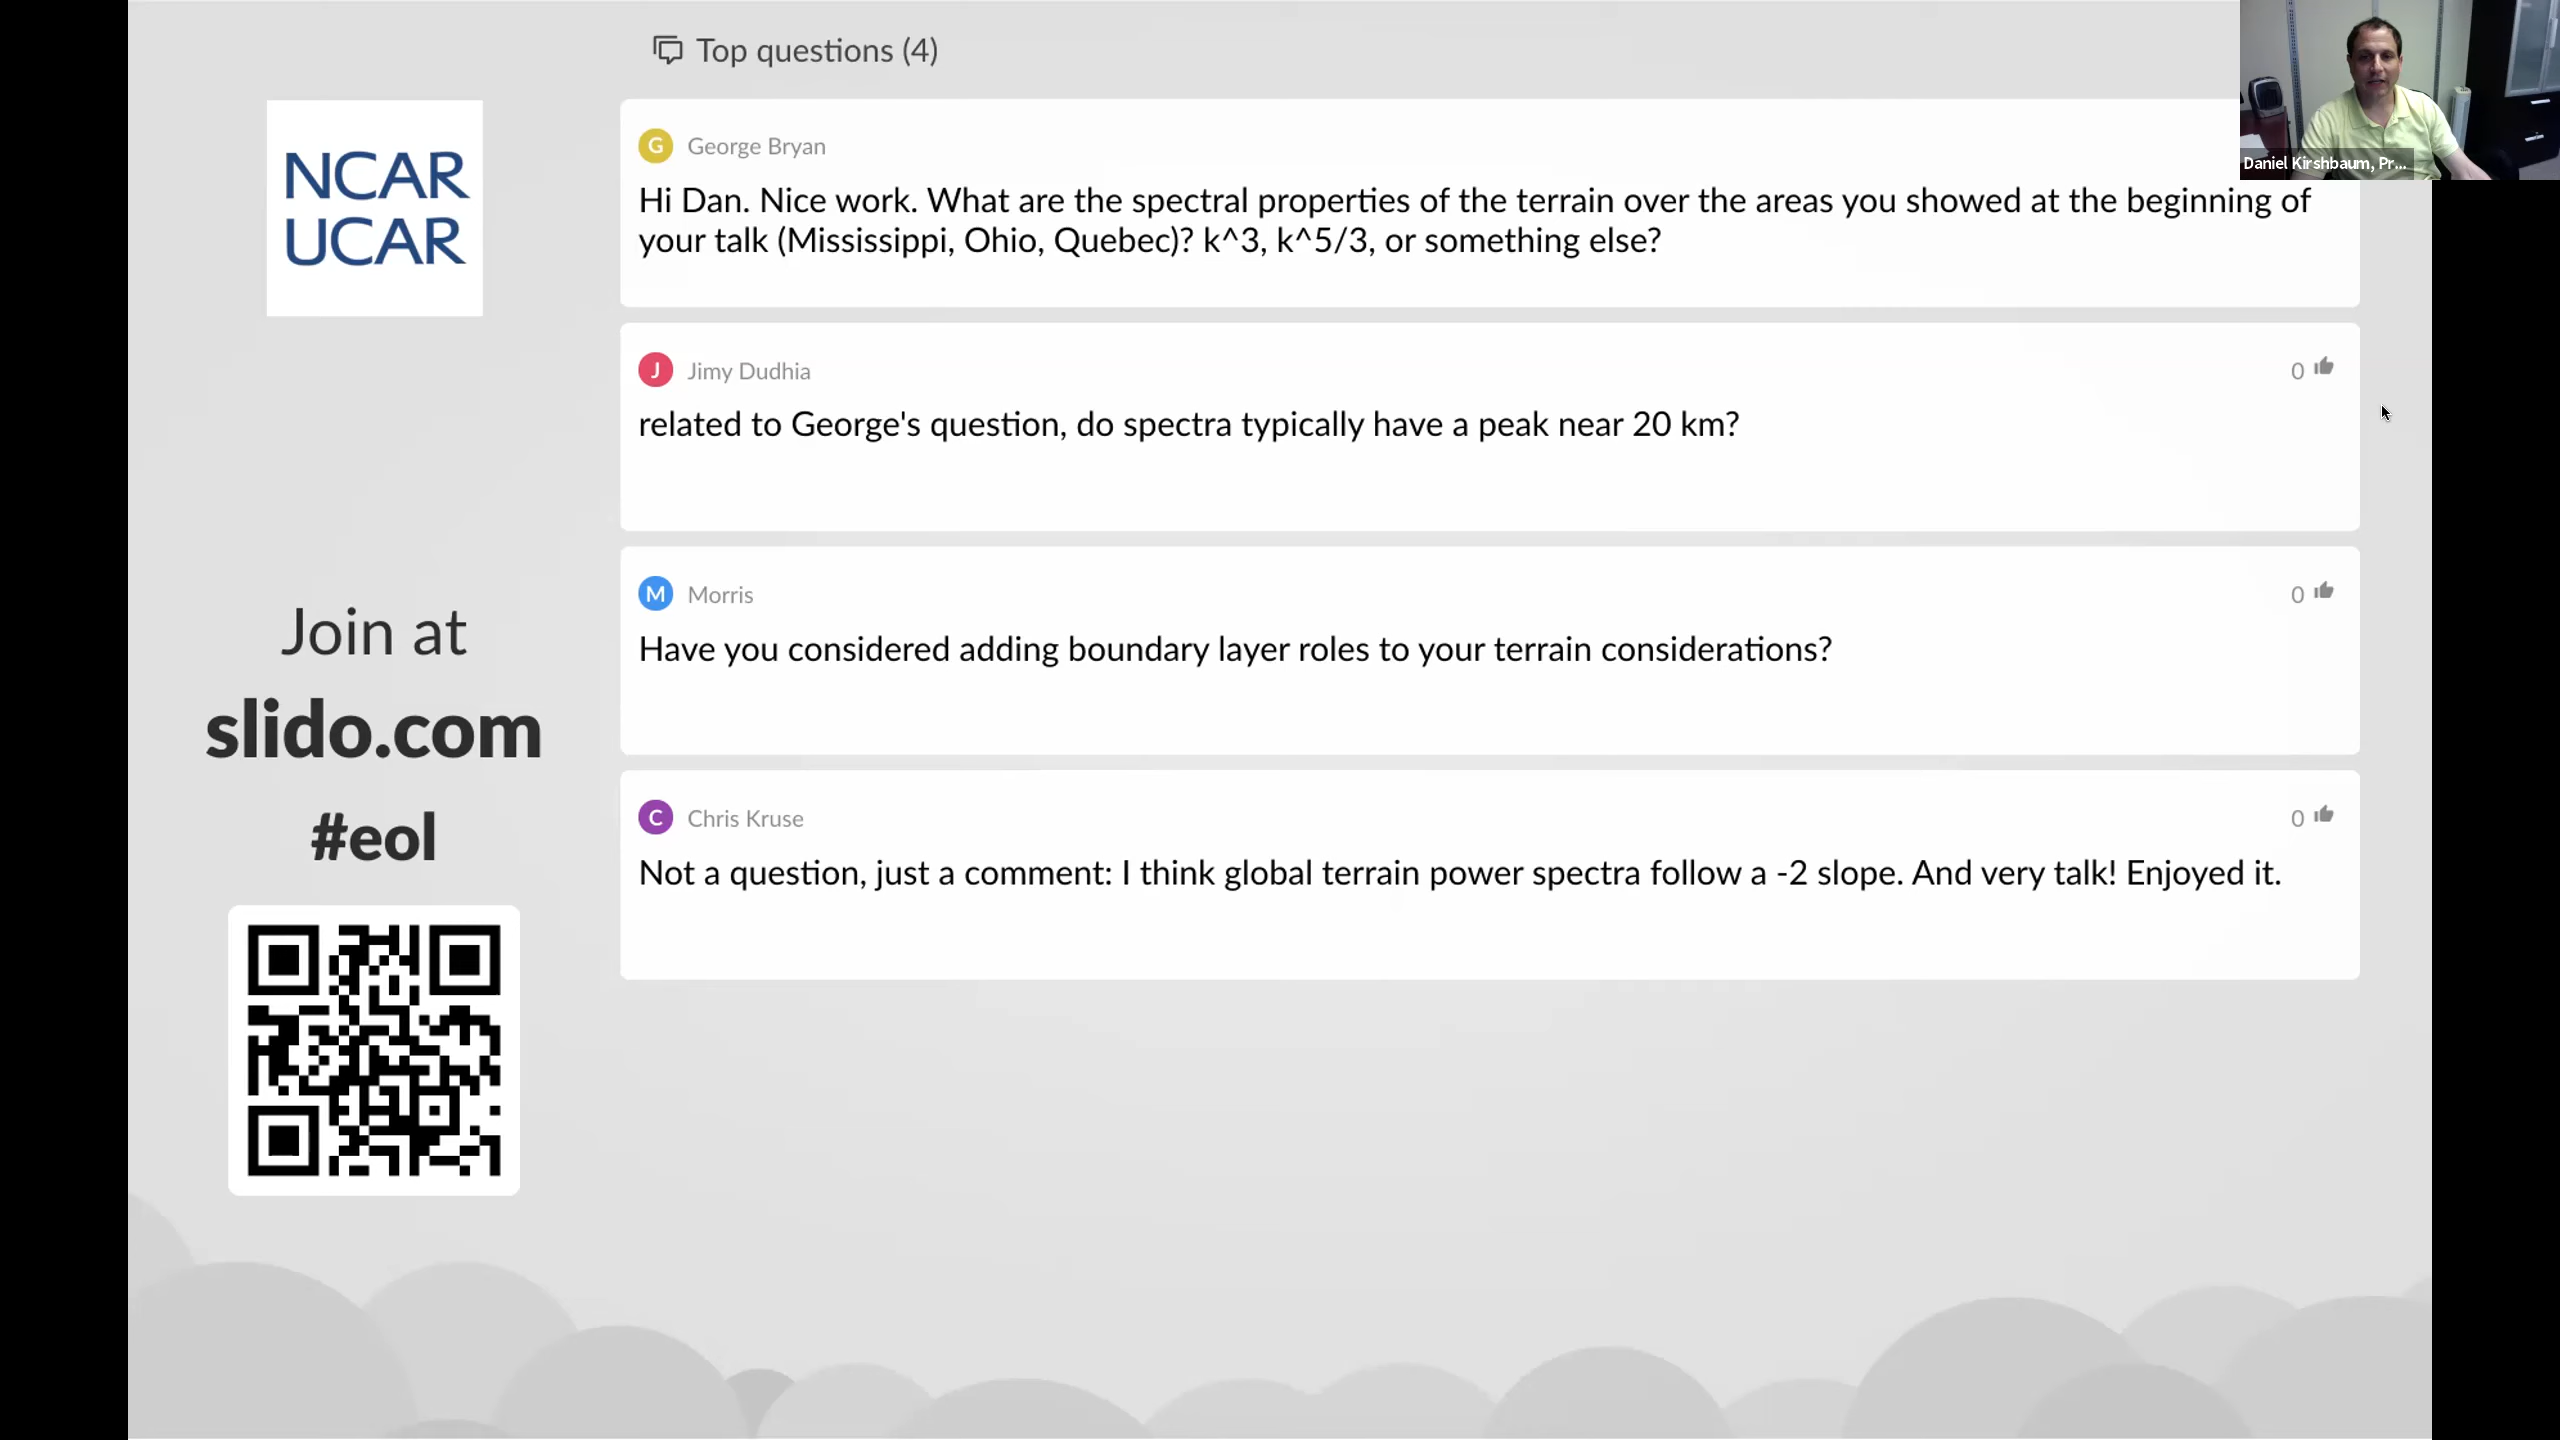 Top questions (4)
NCAR
UCAR
G
George Bryan
Hi Dan. Nice work. What are the spectral properties of the terrain over the areas you showed at the beginning of
your talk (Mississippi, Ohio, Quebec)? k^3, k^5/3, or something else?
J
Jimy Dudhia
0
related to George's question, do spectra typically have a peak near 20 km?
M
Morris
0
Have you considered adding boundary layer roles to your terrain considerations?
C
Chris Kruse
0
Not a question, just a comment: I think global terrain power spectra follow a -2 slope. And very talk! Enjoyed it.
Join at
slido.com
#eol
Daniel Kirshbaum, Pr...